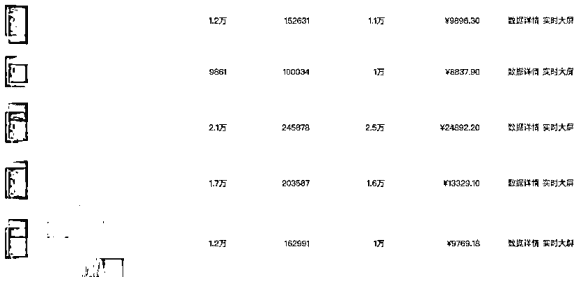 1.2万 152631 1.1万 ¥9896.30 数据详情 实时大屏
9861 100034 1万 ¥8837.90 数据详情 实时大屏
2.1万 245878 2.5万 ¥24892.20 数据详情 实时大屏
1.7万 203587 1.6万 ¥13329.10 数据详情 实时大屏
1.2万 162991 1万 ¥9769.18 数据详情 实时大屏